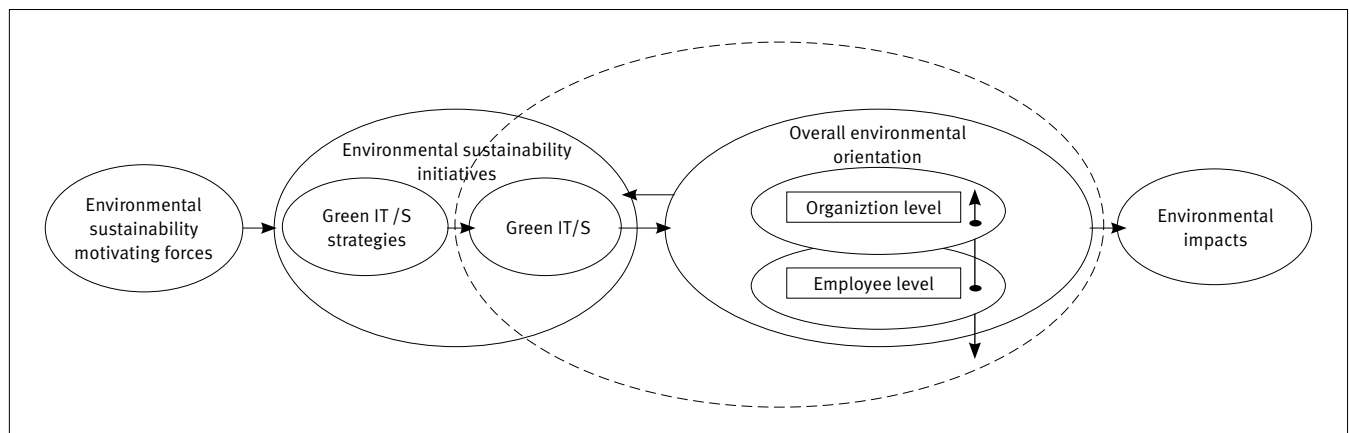 Environmental
sustainability
motivating forces
Environmental sustainability
initiatives
Green IT /S
strategies
Green IT/S
Overall environmental
orientation
Organiztion level
Employee level
Environmental
impacts